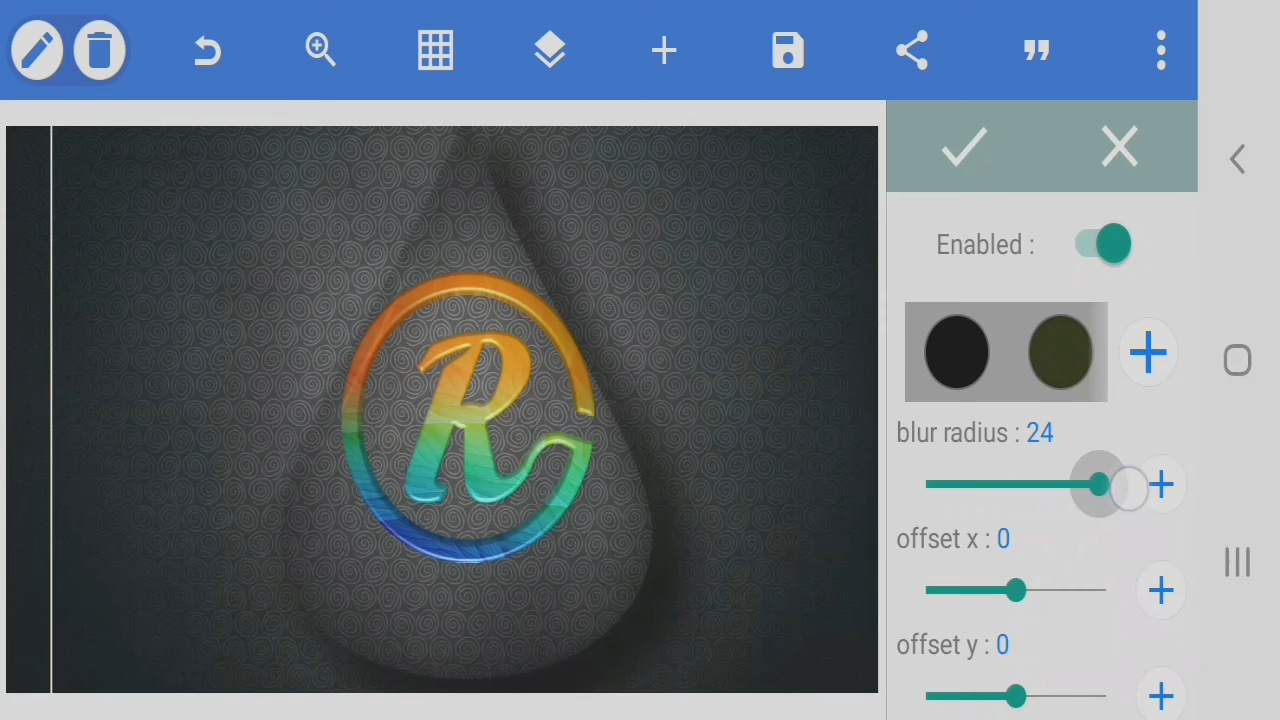 R
Enabled :
blur radius : 24
offset x : 0
offset y : 0